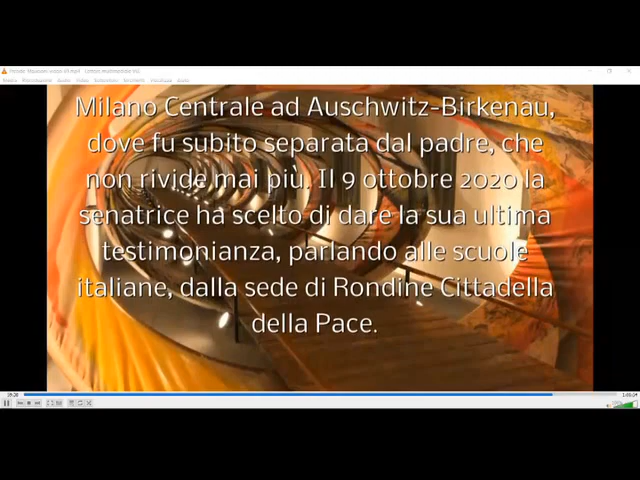 Milano Centrale ad Auschwitz-Birkenau,
dove fu subito separata dal padre, che
non rivide mai più. Il 9 ottobre 2020 la
senatrice ha scelto di dare la sua ultima
testimonianza, parlando alle scuole
italiane, dalla sede di Rondine Cittadella
della Pace.